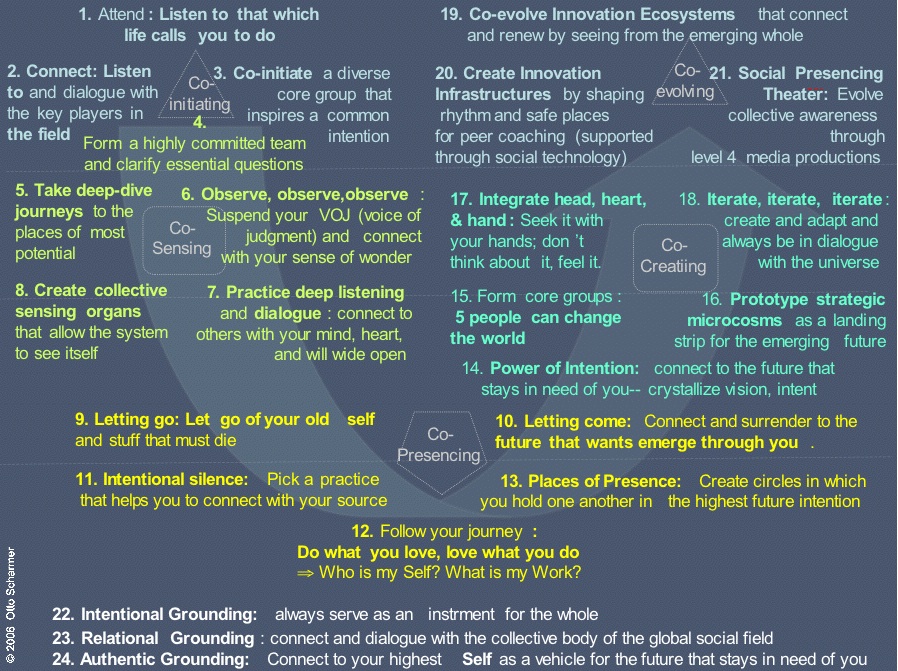 1. Attend : Listen to that which
life calls you to do
2. Connect: Listen
to and dialogue with
the key players in
the field
Co-
initiating
3. Co-initiate a diverse
core group that
inspires a common
intention
4.
Form a highly committed team
and clarify essential questions
5. Take deep-dive
journeys to the
places of most
potential
Co-
Sensing
6. Observe, observe,observe :
Suspend your VOJ (voice of
judgment) and connect
with your sense of wonder
8. Create collective
sensing organs
that allow the system
to see itself
7. Practice deep listening
and dialogue : connect to
others with your mind, heart,
and will wide open
9. Letting go: Let go of your old self
and stuff that must die
11. Intentional silence: Pick a practice
that helps you to connect with your source
Co-
Presencing
10. Letting come: Connect and surrender to the
future that wants emerge through you .
13. Places of Presence: Create circles in which
you hold one another in the highest future intention
12. Follow your journey :
Do what you love, love what you do
⇒ Who is my Self? What is my Work?
14. Power of Intention: connect to the future that
stays in need of you-- crystallize vision, intent
15. Form core groups :
5 people can change
the world
16. Prototype strategic
microcosms as a landing
strip for the emerging future
17. Integrate head, heart,
& hand : Seek it with
your hands; don ’t
think about it, feel it.
Co-
Creatiing
18. Iterate, iterate, iterate :
create and adapt and
always be in dialogue
with the universe
19. Co-evolve Innovation Ecosystems that connect
and renew by seeing from the emerging whole
20. Create Innovation
Infrastructures by shaping
rhythm and safe places
for peer coaching (supported
through social technology)
Co-
evolving
21. Social Presencing
Theater: Evolve
collective awareness
through
level 4 media productions
22. Intentional Grounding: always serve as an instrment for the whole
23. Relational Grounding : connect and dialogue with the collective body of the global social field
24. Authentic Grounding: Connect to your highest Self as a vehicle for the future that stays in need of you
© 2006 Otto Scharmer